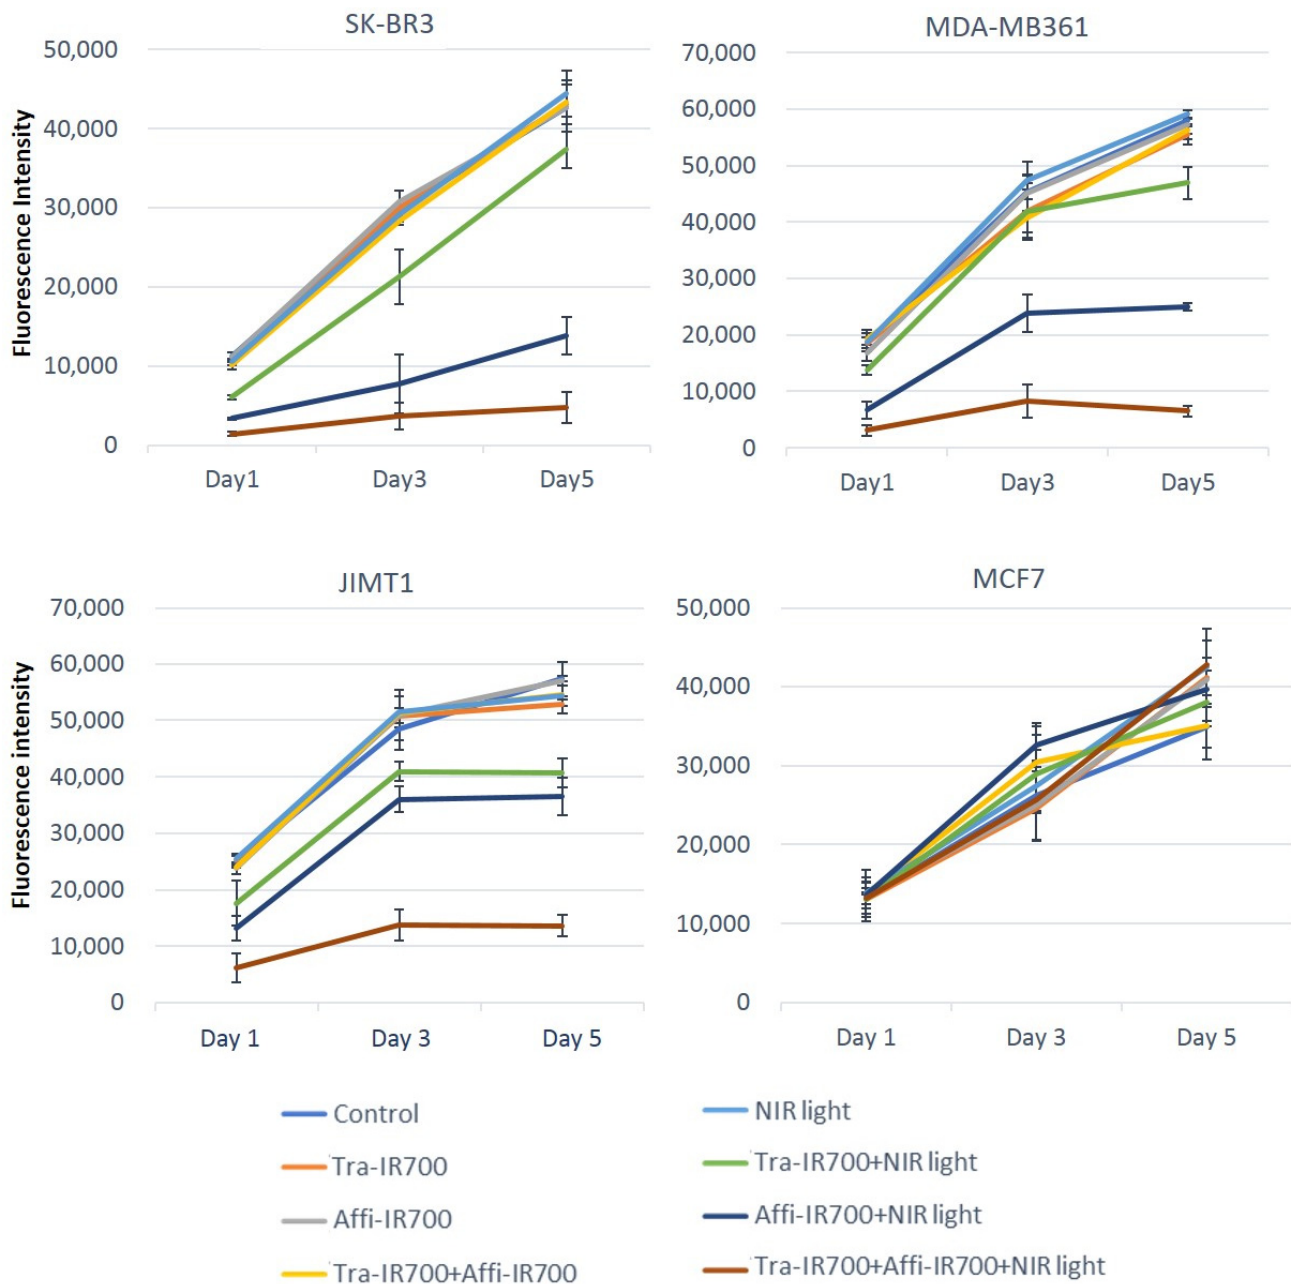 SK-BR3
50,000
40,000
30,000
20,000
10,000
0
Fluorescence Intensity
Day1 Day3 Day5
MDA-MB361
70,000
60,000
50,000
40,000
30,000
20,000
10,000
0
Day1 Day3 Day5
JIMT1
70,000
60,000
50,000
40,000
30,000
20,000
10,000
0
Fluorescence intensity
Day 1 Day 3 Day 5
MCF7
50,000
40,000
30,000
20,000
10,000
0
Day 1 Day 3 Day 5
Control
NIR light
Tra-IR700
Tra-IR700+NIR light
Affi-IR700
Affi-IR700+NIR light
Tra-IR700+Affi-IR700
Tra-IR700+Affi-IR700+NIR light